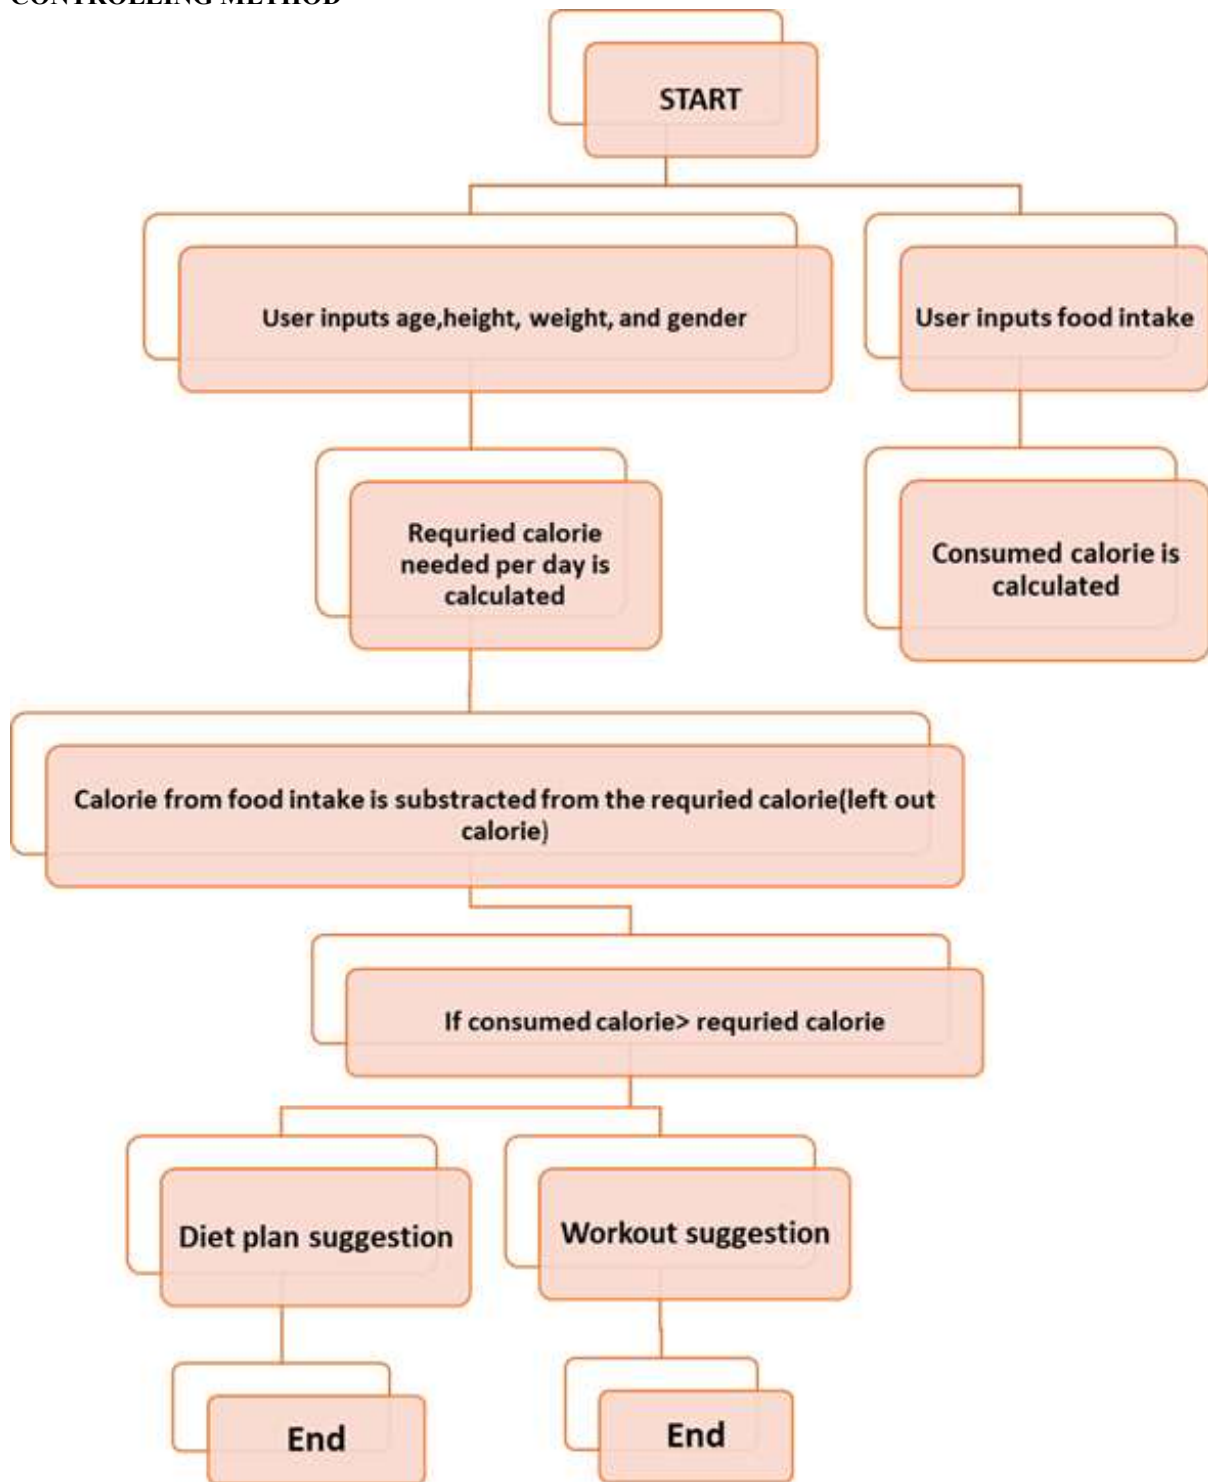 CONTROLLING METHOD
START
User inputs age,height, weight, and gender
User inputs food intake
Requried calorie
needed per day is
calculated
Consumed calorie is
calculated
Calorie from food intake is substracted from the requried calorie(left out
calorie)
If consumed calorie> requried calorie
Diet plan suggestion
Workout suggestion
End
End